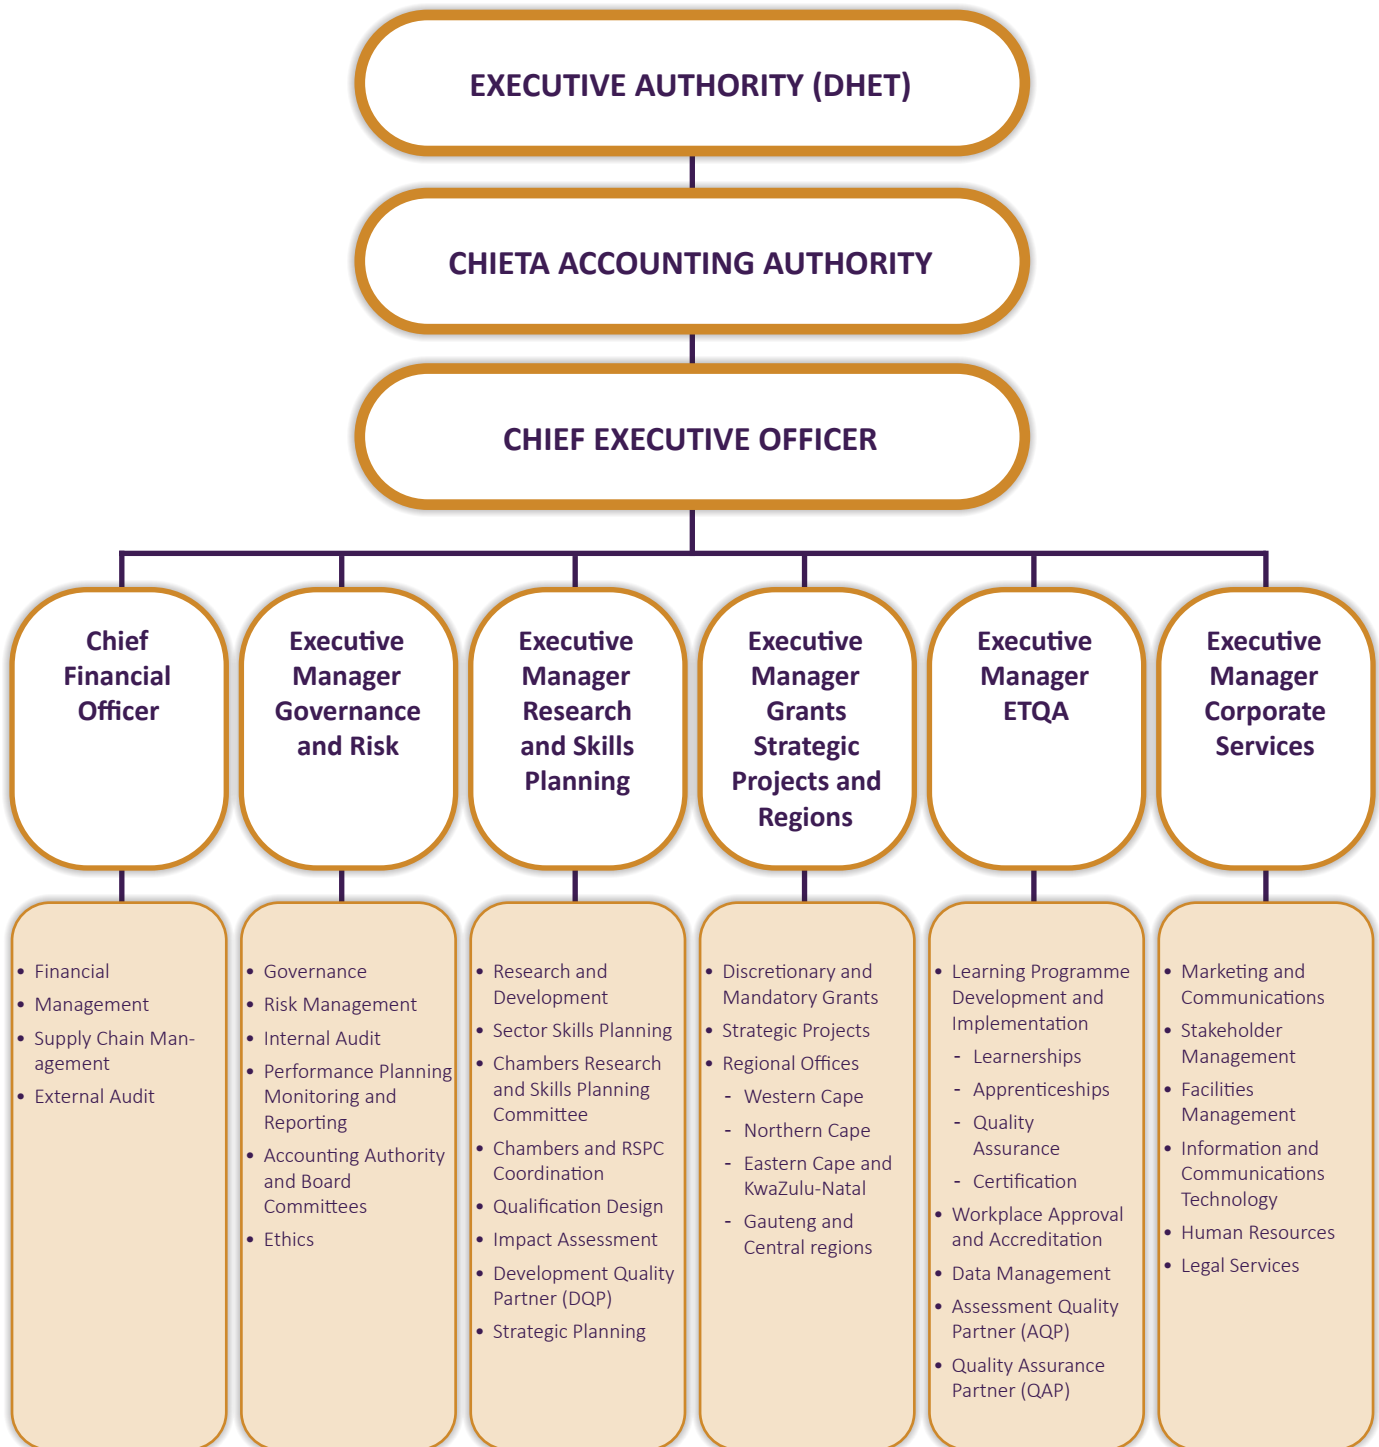 EXECUTIVE AUTHORITY (DHET)
CHIETA ACCOUNTING AUTHORITY
CHIEF EXECUTIVE OFFICER
Chief
Financial
Officer
Executive
Manager
Governance
and Risk
Executive
Manager
Research
and Skills
Planning
Executive
Manager
Grants
Strategic
Projects and
Regions
Executive
Manager
ETQA
Executive
Manager
Corporate
Services
• Financial
• Management
• Supply Chain Man-
agement
• External Audit
• Governance
• Risk Management
• Internal Audit
• Performance Planning
Monitoring and
Reporting
• Accounting Authority
and Board
Committees
• Ethics
• Research and
Development
• Sector Skills Planning
• Chambers Research
and Skills Planning
Committee
• Chambers and RSPC
Coordination
• Qualification Design
• Impact Assessment
• Development Quality
Partner (DQP)
• Strategic Planning
• Discretionary and
Mandatory Grants
• Strategic Projects
• Regional Offices
- Western Cape
- Northern Cape
- Eastern Cape and
KwaZulu-Natal
- Gauteng and
Central regions
• Learning Programme
Development and
Implementation
- Learnerships
- Apprenticeships
- Quality
Assurance
- Certification
• Workplace Approval
and Accreditation
• Data Management
• Assessment Quality
Partner (AQP)
• Quality Assurance
Partner (QAP)
• Marketing and
Communications
• Stakeholder
Management
• Facilities
Management
• Information and
Communications
Technology
• Human Resources
• Legal Services